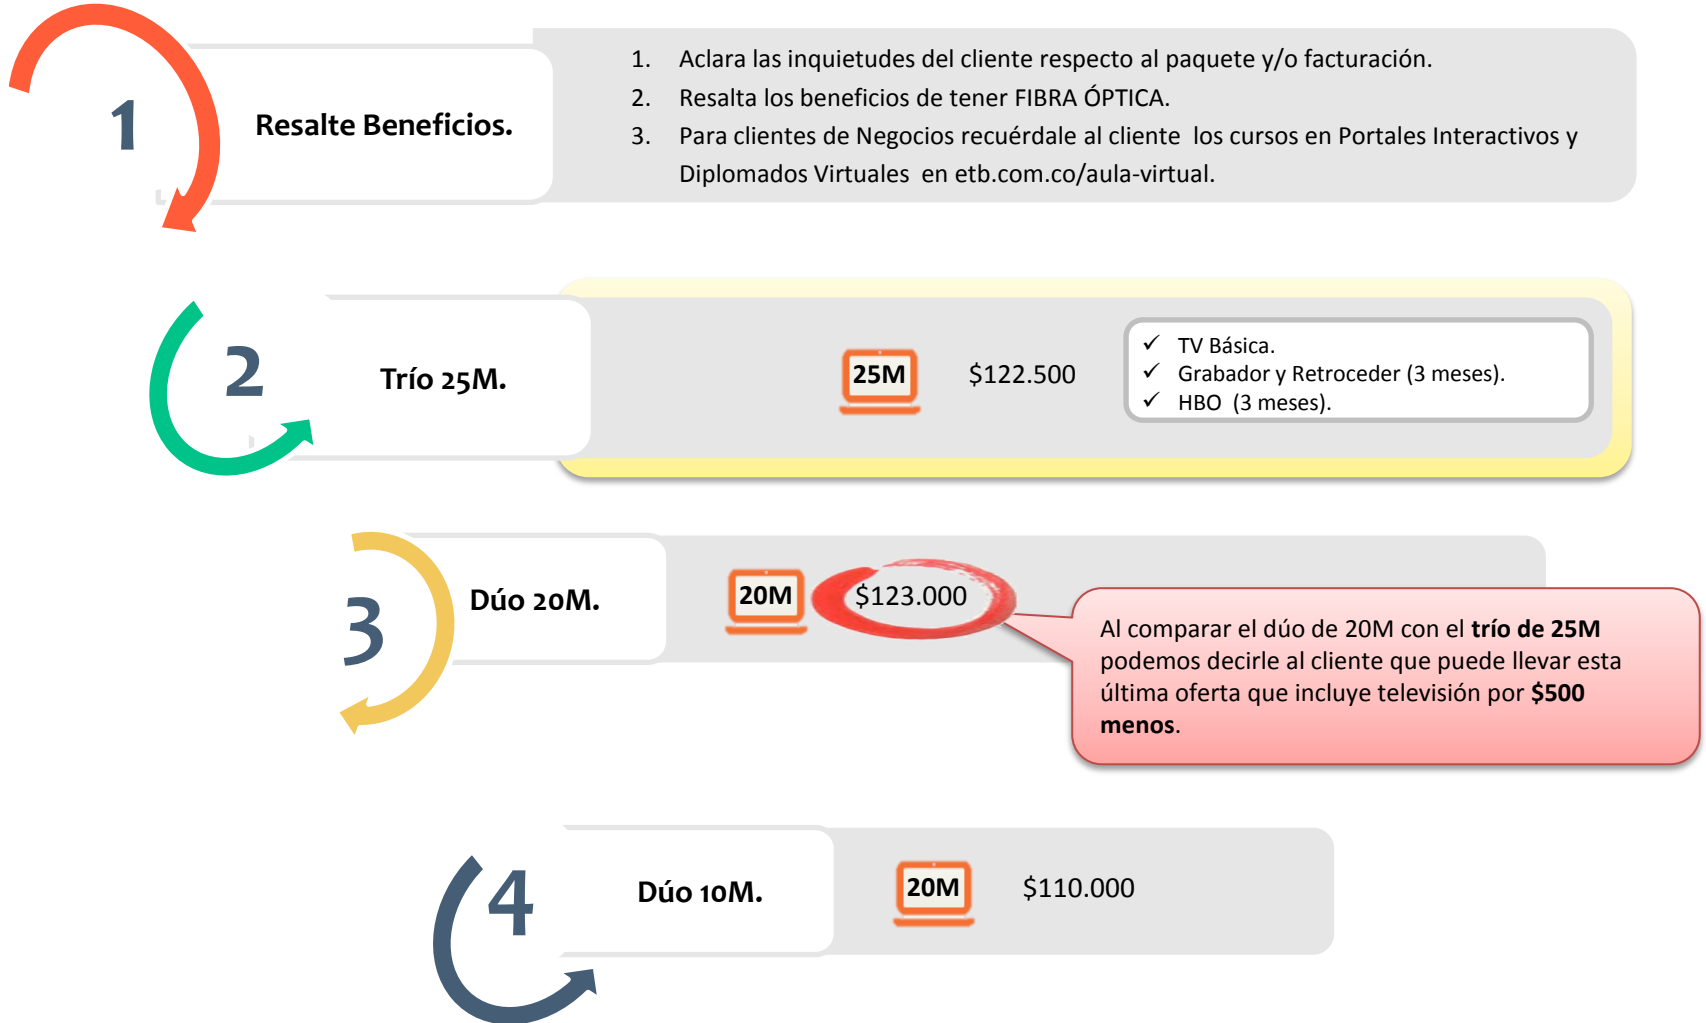 1
Resalte Beneficios.
1. Aclara las inquietudes del cliente respecto al paquete y/o facturación.
2. Resalta los beneficios de tener FIBRA ÓPTICA.
3. Para clientes de Negocios recuérdale al cliente los cursos en Portales Interactivos y
Diplomados Virtuales en etb.com.co/aula-virtual.
2
Trío 25M.
25M
$122.500
✓ TV Básica.
✓ Grabador y Retroceder (3 meses).
✓ HBO (3 meses).
3
Dúo 20M.
20M
$123.000
Al comparar el dúo de 20M con el trío de 25M
podemos decirle al cliente que puede llevar esta
última oferta que incluye televisión por $500
menos.
4
Dúo 10M.
20M
$110.000